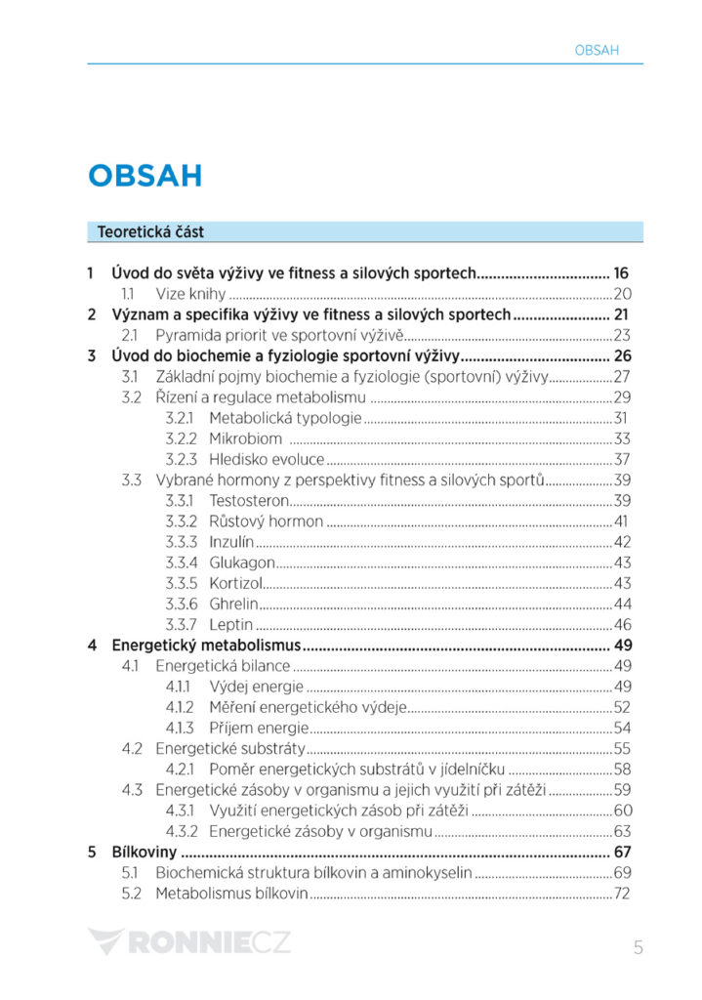 OBSAH
OBSAH
Teoretická část
1 Úvod do světa výživy ve fitness a silových sportech................................. 16
1.1 Vize knihy ................................................................................................................20
2 Význam a specifika výživy ve fitness a silových sportech ........................ 21
2.1 Pyramida priorit ve sportovní výživě..............................................................23
3 Úvod do biochemie a fyziologie sportovní výživy..................................... 26
3.1 Základní pojmy biochemie a fyziologie (sportovní) výživy...................27
3.2 Řízení a regulace metabolismu ........................................................................29
3.2.1 Metabolická typologie..........................................................................31
3.2.2 Mikrobiom ................................................................................................33
3.2.3 Hledisko evoluce.....................................................................................37
3.3 Vybrané hormony z perspektivy fitness a silových sportů....................39
3.3.1 Testosteron................................................................................................39
3.3.2 Růstový hormon .....................................................................................41
3.3.3 Inzulín..........................................................................................................42
3.3.4 Glukagon....................................................................................................43
3.3.5 Kortizol........................................................................................................43
3.3.6 Ghrelin.........................................................................................................44
3.3.7 Leptin ..........................................................................................................46
4 Energetický metabolismus............................................................................ 49
4.1 Energetická bilance ...............................................................................................49
4.1.1 Výdej energie ...........................................................................................49
4.1.2 Měření energetického výdeje.............................................................52
4.1.3 Příjem energie..........................................................................................54
4.2 Energetické substráty...........................................................................................55
4.2.1 Poměr energetických substrátů v jídelníčku ................................58
4.3 Energetické zásoby v organismu a jejich využití při zátěži...................59
4.3.1 Využití energetických zásob při zátěži ..........................................60
4.3.2 Energetické zásoby v organismu.....................................................63
5 Bílkoviny .......................................................................................................... 67
5.1 Biochemická struktura bílkovin a aminokyselin.........................................69
5.2 Metabolismus bílkovin..........................................................................................72
RONNIECZ
5